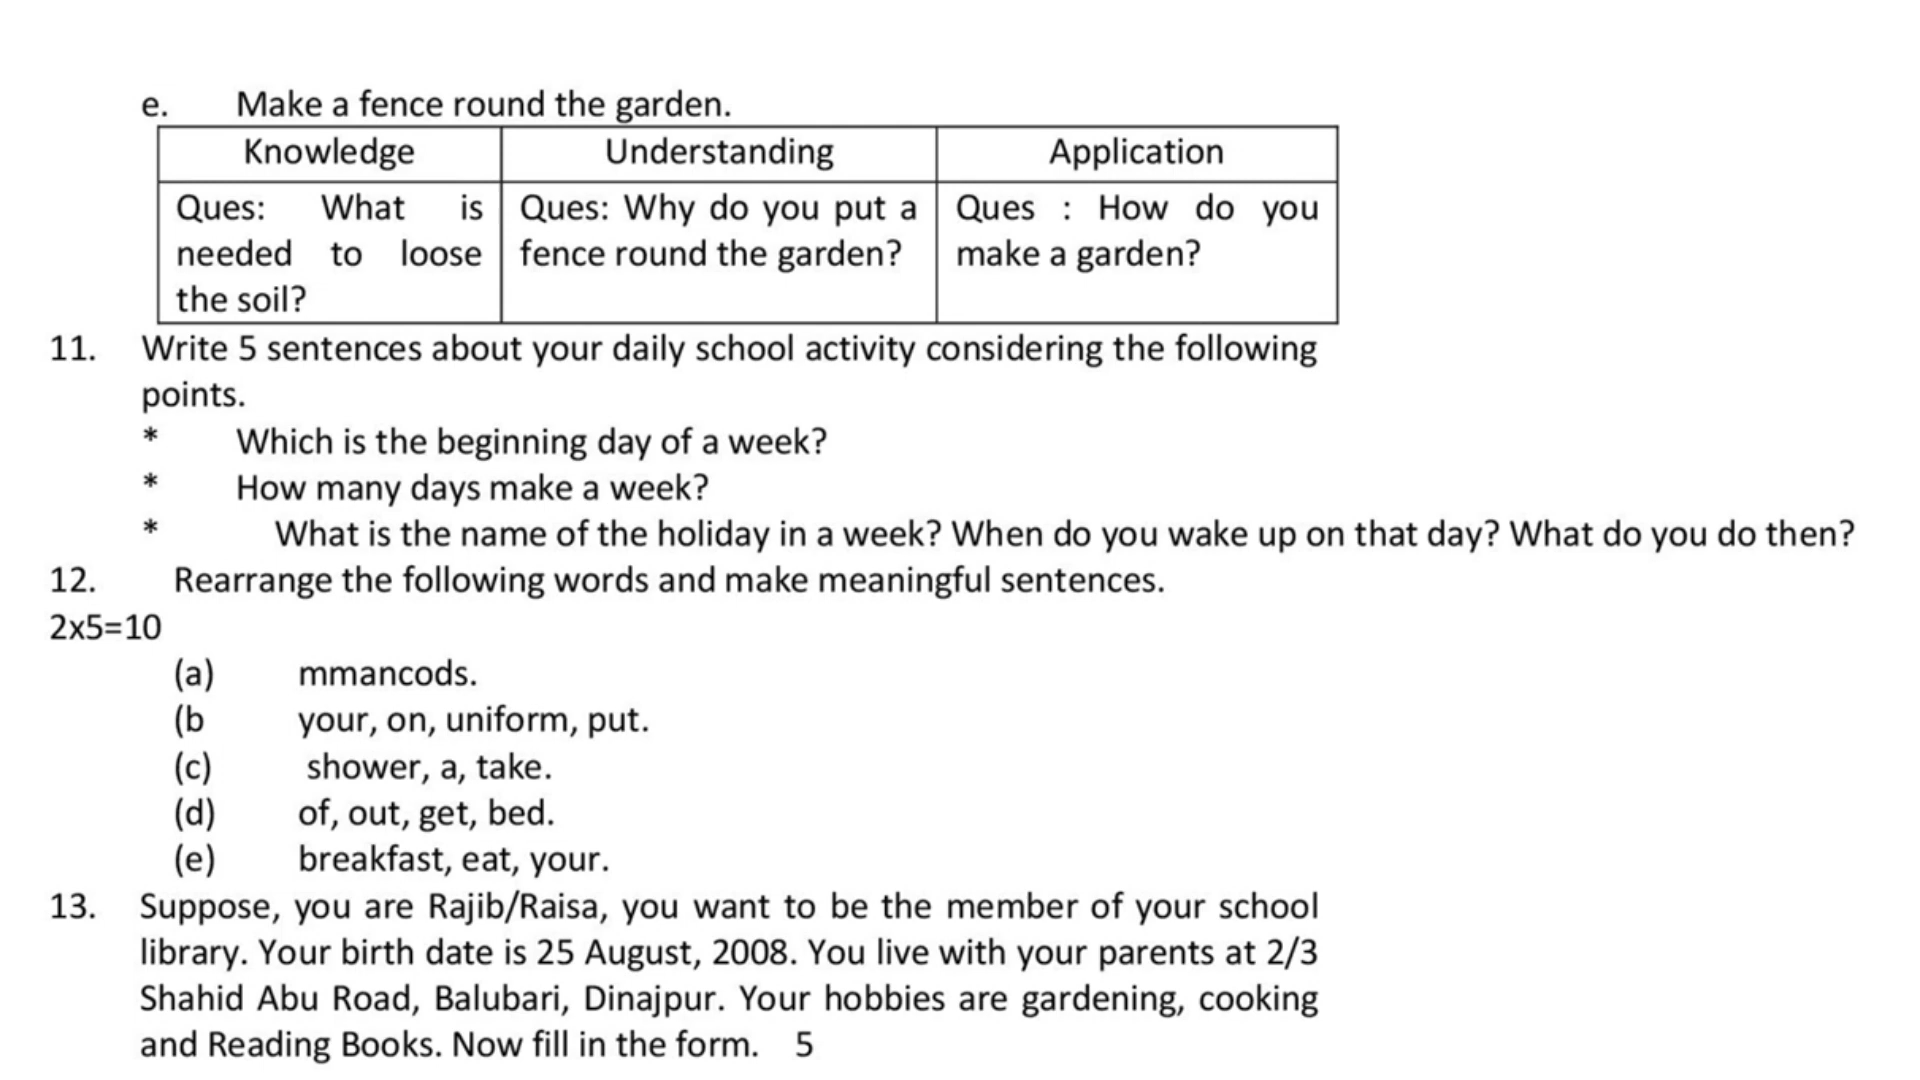 e. Make a fence round the garden.
Knowledge Understanding Application
Ques: What is needed to loose the soil?
Ques: Why do you put a fence round the garden?
Ques : How do you make a garden?
11. Write 5 sentences about your daily school activity considering the following
points.
* Which is the beginning day of a week?
* How many days make a week?
* What is the name of the holiday in a week? When do you wake up on that day? What do you do then?
12. Rearrange the following words and make meaningful sentences.
2x5=10
(a) mmancods.
(b your, on, uniform, put.
(c) shower, a, take.
(d) of, out, get, bed.
(e) breakfast, eat, your.
13. Suppose, you are Rajib/Raisa, you want to be the member of your school
library. Your birth date is 25 August, 2008. You live with your parents at 2/3
Shahid Abu Road, Balubari, Dinajpur. Your hobbies are gardening, cooking
and Reading Books. Now fill in the form. 5